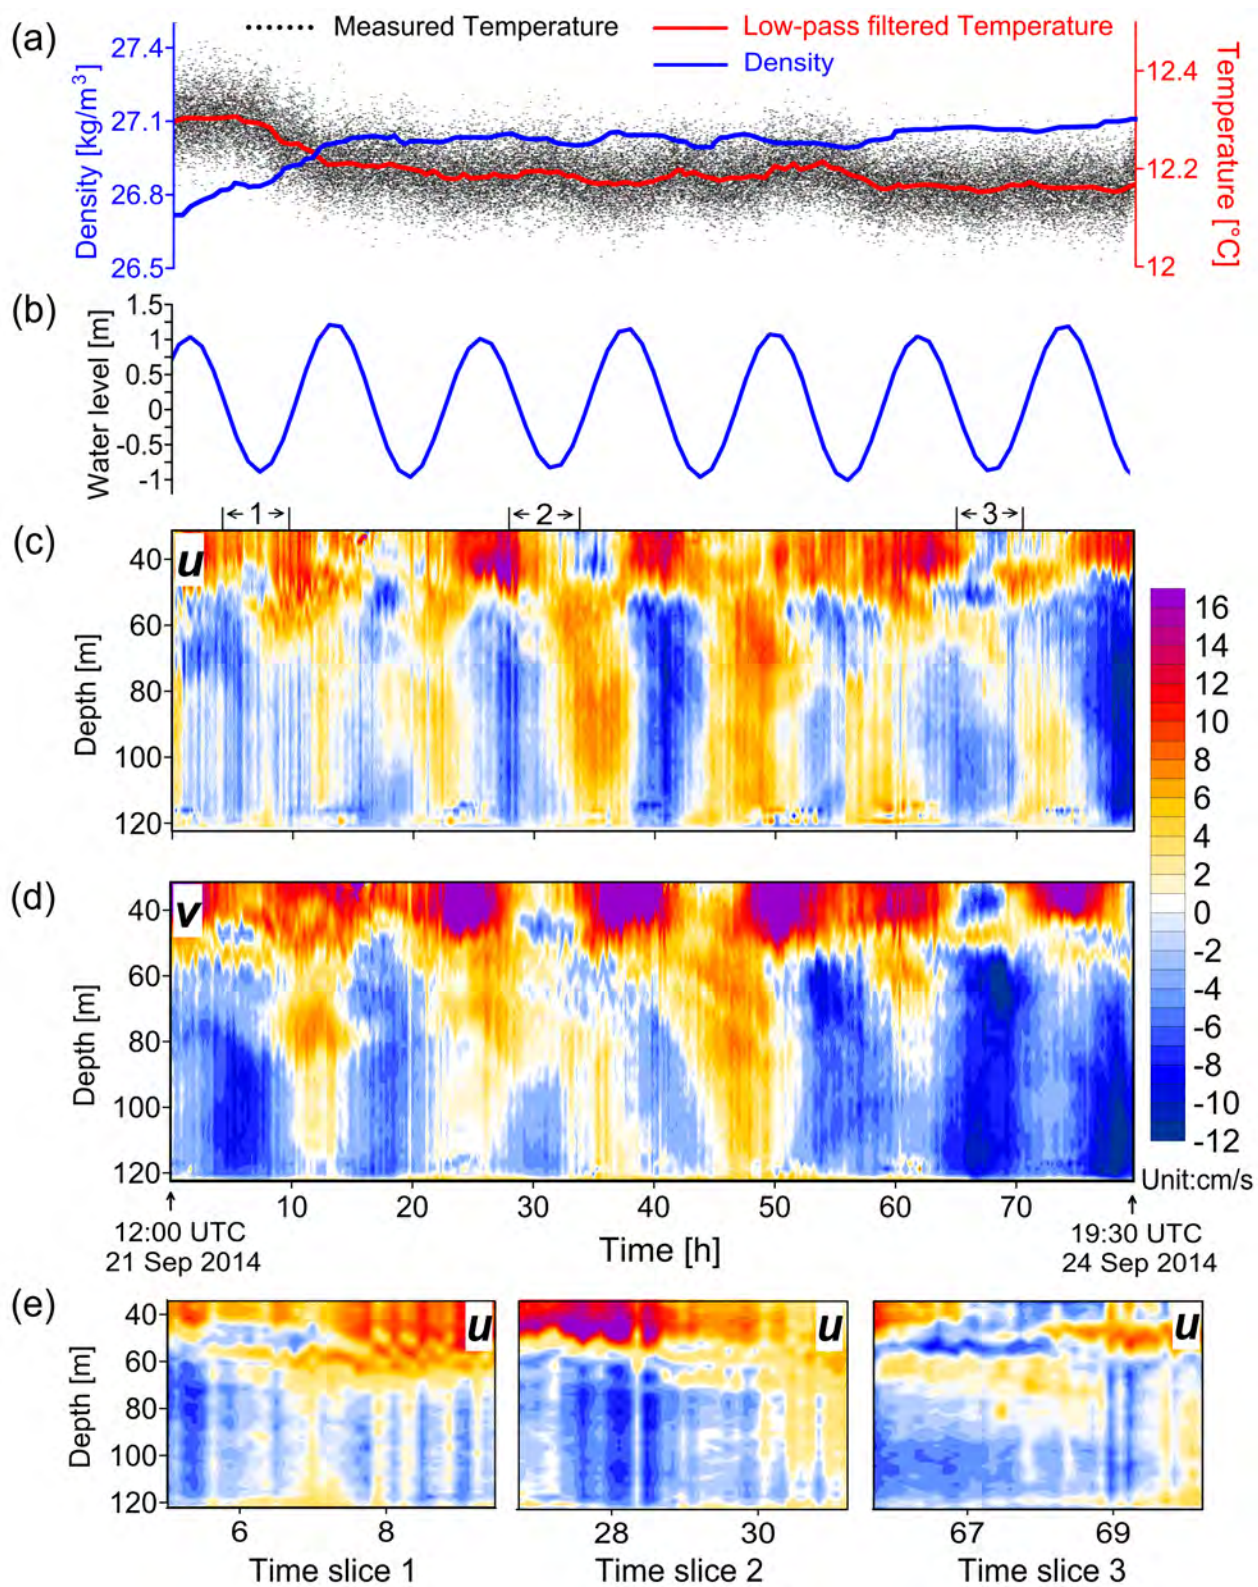 (a)
Measured Temperature
Low-pass filtered Temperature
Density
Density [kg/m³]
27.4
27.1
26.8
26.5
Temperature [°C]
12.4
12.2
12
(b)
Water level [m]
1.5
1
0.5
0
-0.5
-1
1
2
3
(c)
u
Depth [m]
40
60
80
100
120
(d)
v
Depth [m]
40
60
80
100
120
10
20
30
40
50
60
70
Time [h]
12:00 UTC
21 Sep 2014
19:30 UTC
24 Sep 2014
16
14
12
10
8
6
4
2
0
-2
-4
-6
-8
-10
-12
Unit:cm/s
(e)
Depth [m]
40
60
80
100
120
u
6
8
Time slice 1
u
28
30
Time slice 2
u
67
69
Time slice 3